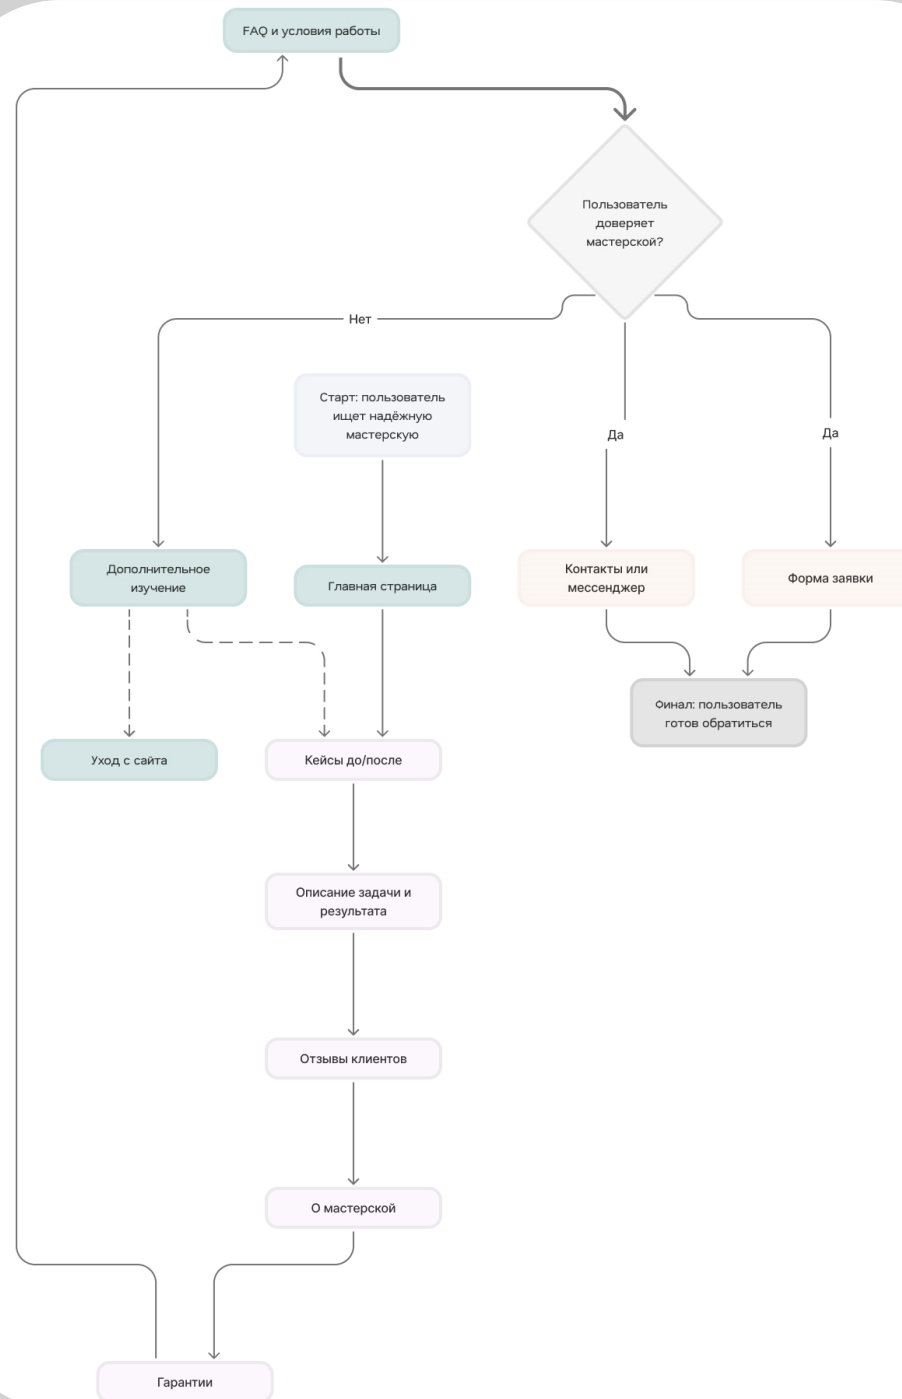 FAQ и условия работы
Пользователь
доверяет
мастерской?
Нет
Старт: пользователь
ищет надёжную
мастерскую
Да
Да
Дополнительное
изучение
Главная страница
Контакты или
мессенджер
Форма заявки
Финал: пользователь
готов обратиться
Уход с сайта
Кейсы до/после
Описание задачи и
результата
Отзывы клиентов
О мастерской
Гарантии